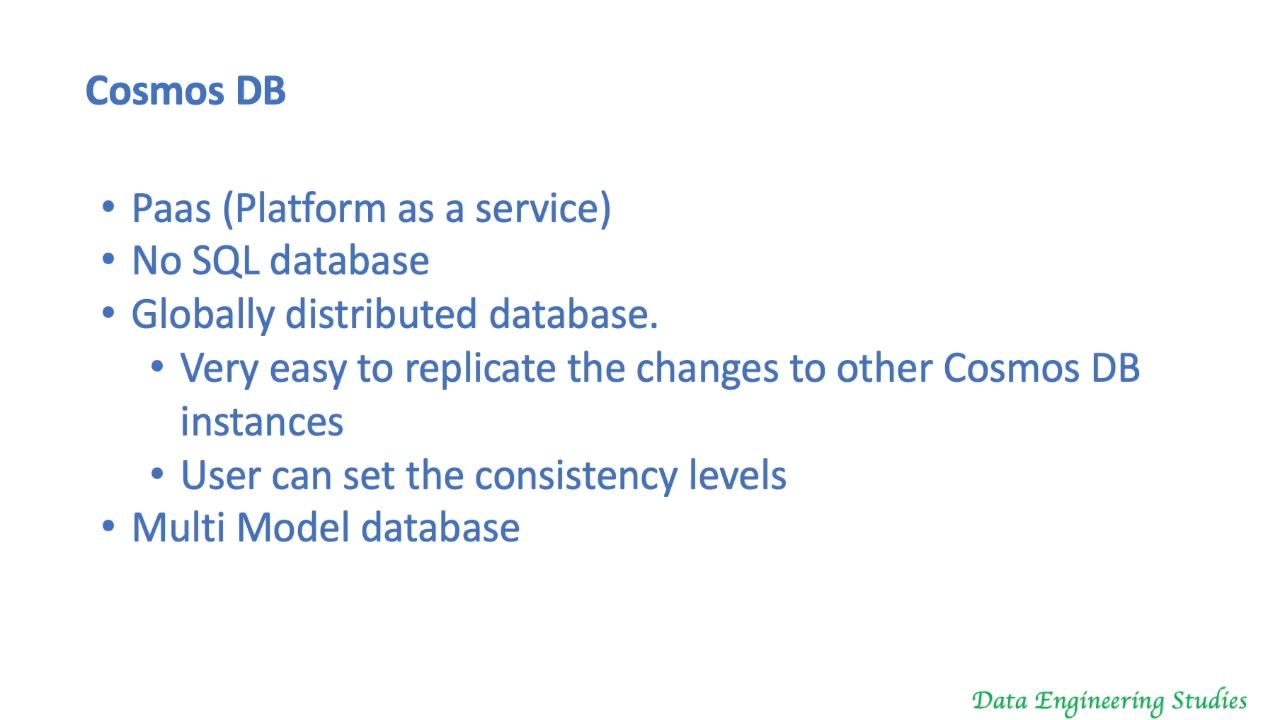 Cosmos DB
• Paas (Platform as a service)
• No SQL database
• Globally distributed database.
• Very easy to replicate the changes to other Cosmos DB
instances
• User can set the consistency levels
• Multi Model database
Data Engineering Studies